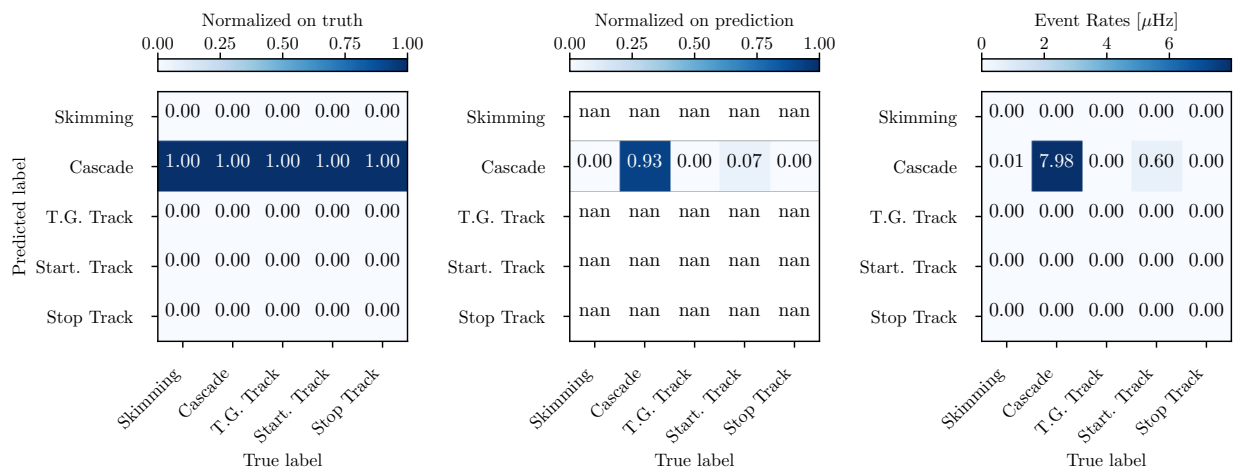 Normalized on truth
0.00 0.25 0.50 0.75 1.00
Predicted label
Skimming 0.00 0.00 0.00 0.00 0.00
Cascade 1.00 1.00 1.00 1.00 1.00
T.G. Track 0.00 0.00 0.00 0.00 0.00
Start. Track 0.00 0.00 0.00 0.00 0.00
Stop Track 0.00 0.00 0.00 0.00 0.00
Skimming Cascade T.G. Track Start. Track Stop Track
True label
Normalized on prediction
0.00 0.25 0.50 0.75 1.00
Skimming nan nan nan nan nan
Cascade 0.00 0.93 0.00 0.07 0.00
T.G. Track nan nan nan nan nan
Start. Track nan nan nan nan nan
Stop Track nan nan nan nan nan
Skimming Cascade T.G. Track Start. Track Stop Track
True label
Event Rates [μHz]
0 2 4 6
Skimming 0.00 0.00 0.00 0.00 0.00
Cascade 0.01 7.98 0.00 0.60 0.00
T.G. Track 0.00 0.00 0.00 0.00 0.00
Start. Track 0.00 0.00 0.00 0.00 0.00
Stop Track 0.00 0.00 0.00 0.00 0.00
Skimming Cascade T.G. Track Start. Track Stop Track
True label